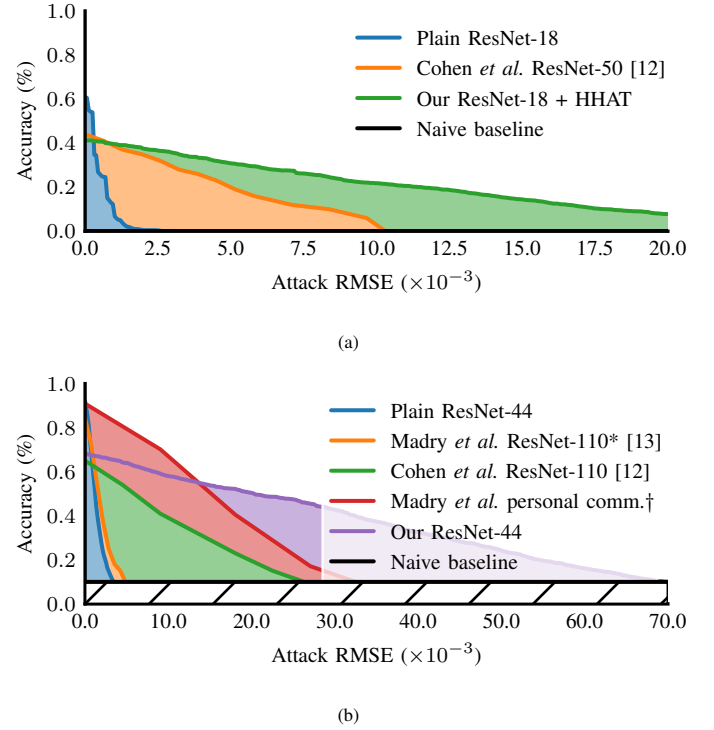 1.0
0.8
0.6
0.4
0.2
0.0
Accuracy (%)
Plain ResNet-18
Cohen et al. ResNet-50 [12]
Our ResNet-18 + HHAT
Naive baseline
0.0 2.5 5.0 7.5 10.0 12.5 15.0 17.5 20.0
Attack RMSE (×10−3)
(a)
1.0
0.8
0.6
0.4
0.2
0.0
Accuracy (%)
Plain ResNet-44
Madry et al. ResNet-110* [13]
Cohen et al. ResNet-110 [12]
Madry et al. personal comm.†
Our ResNet-44
Naive baseline
0.0 10.0 20.0 30.0 40.0 50.0 60.0 70.0
Attack RMSE (×10−3)
(b)